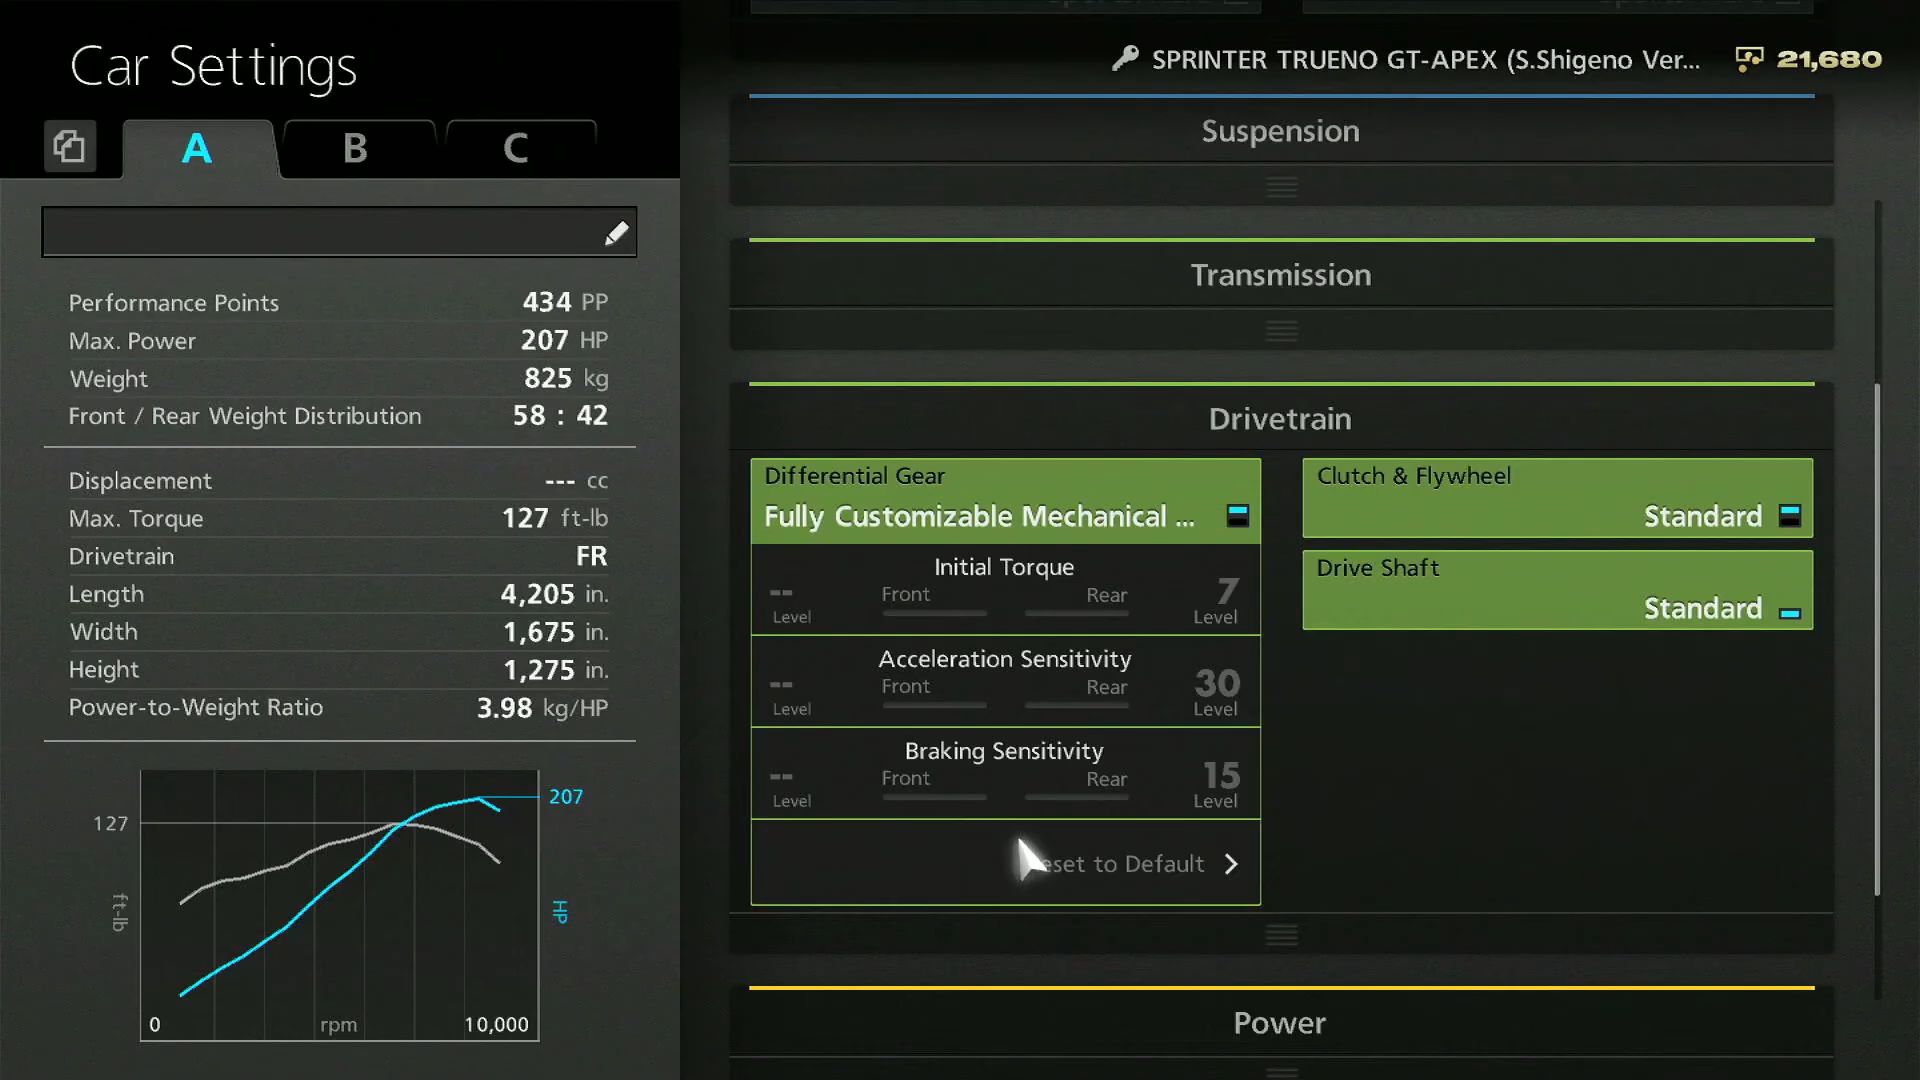 Car Settings
SPRINTER TRUENO GT-APEX (S.Shigeno Ver...
21,680
A
B
C
Performance Points 434 PP
Max. Power 207 HP
Weight 825 kg
Front / Rear Weight Distribution 58 : 42
Displacement --- cc
Max. Torque 127 ft-lb
Drivetrain FR
Length 4,205 in.
Width 1,675 in.
Height 1,275 in.
Power-to-Weight Ratio 3.98 kg/HP
207
127
ft-lb
HP
0 rpm 10,000
Suspension
Transmission
Drivetrain
Differential Gear
Fully Customizable Mechanical ...
Initial Torque
-- Front Rear 7
Level Level
Acceleration Sensitivity
-- Front Rear 30
Level Level
Braking Sensitivity
-- Front Rear 15
Level Level
to Default
Clutch & Flywheel
Standard
Drive Shaft
Standard
Power